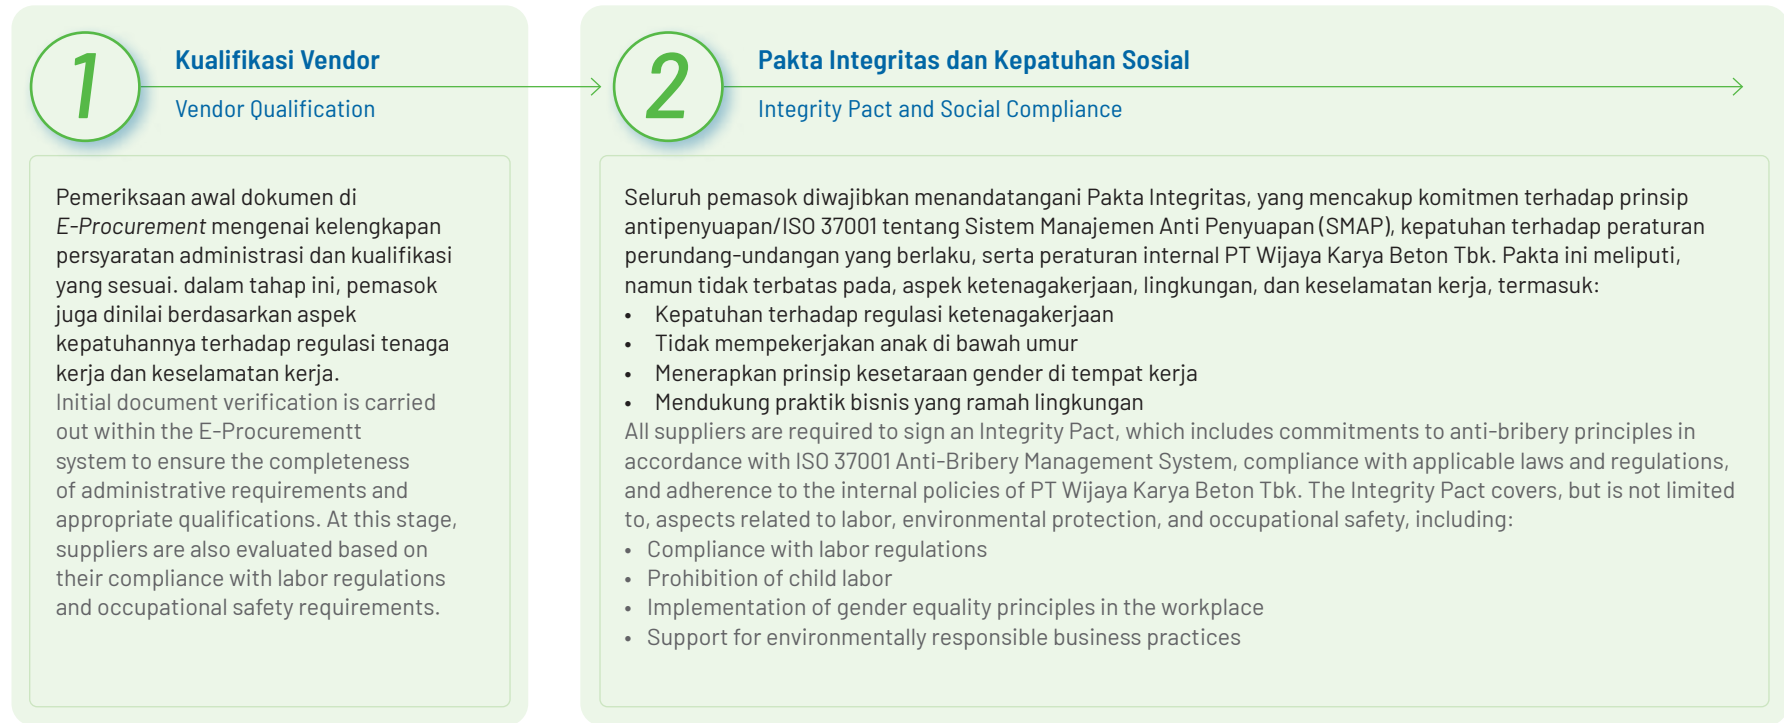 1
Kualifikasi Vendor
Vendor Qualification
Pemeriksaan awal dokumen di
E-Procurement mengenai kelengkapan
persyaratan administrasi dan kualifikasi
yang sesuai. dalam tahap ini, pemasok
juga dinilai berdasarkan aspek
kepatuhannya terhadap regulasi tenaga
kerja dan keselamatan kerja.
Initial document verification is carried
out within the E-Procurementt
system to ensure the completeness
of administrative requirements and
appropriate qualifications. At this stage,
suppliers are also evaluated based on
their compliance with labor regulations
and occupational safety requirements.
2
Pakta Integritas dan Kepatuhan Sosial
Integrity Pact and Social Compliance
Seluruh pemasok diwajibkan menandatangani Pakta Integritas, yang mencakup komitmen terhadap prinsip
antipenyuapan/ISO 37001 tentang Sistem Manajemen Anti Penyuapan (SMAP), kepatuhan terhadap peraturan
perundang-undangan yang berlaku, serta peraturan internal PT Wijaya Karya Beton Tbk. Pakta ini meliputi,
namun tidak terbatas pada, aspek ketenagakerjaan, lingkungan, dan keselamatan kerja, termasuk:
• Kepatuhan terhadap regulasi ketenagakerjaan
• Tidak mempekerjakan anak di bawah umur
• Menerapkan prinsip kesetaraan gender di tempat kerja
• Mendukung praktik bisnis yang ramah lingkungan
All suppliers are required to sign an Integrity Pact, which includes commitments to anti-bribery principles in
accordance with ISO 37001 Anti-Bribery Management System, compliance with applicable laws and regulations,
and adherence to the internal policies of PT Wijaya Karya Beton Tbk. The Integrity Pact covers, but is not limited
to, aspects related to labor, environmental protection, and occupational safety, including:
• Compliance with labor regulations
• Prohibition of child labor
• Implementation of gender equality principles in the workplace
• Support for environmentally responsible business practices